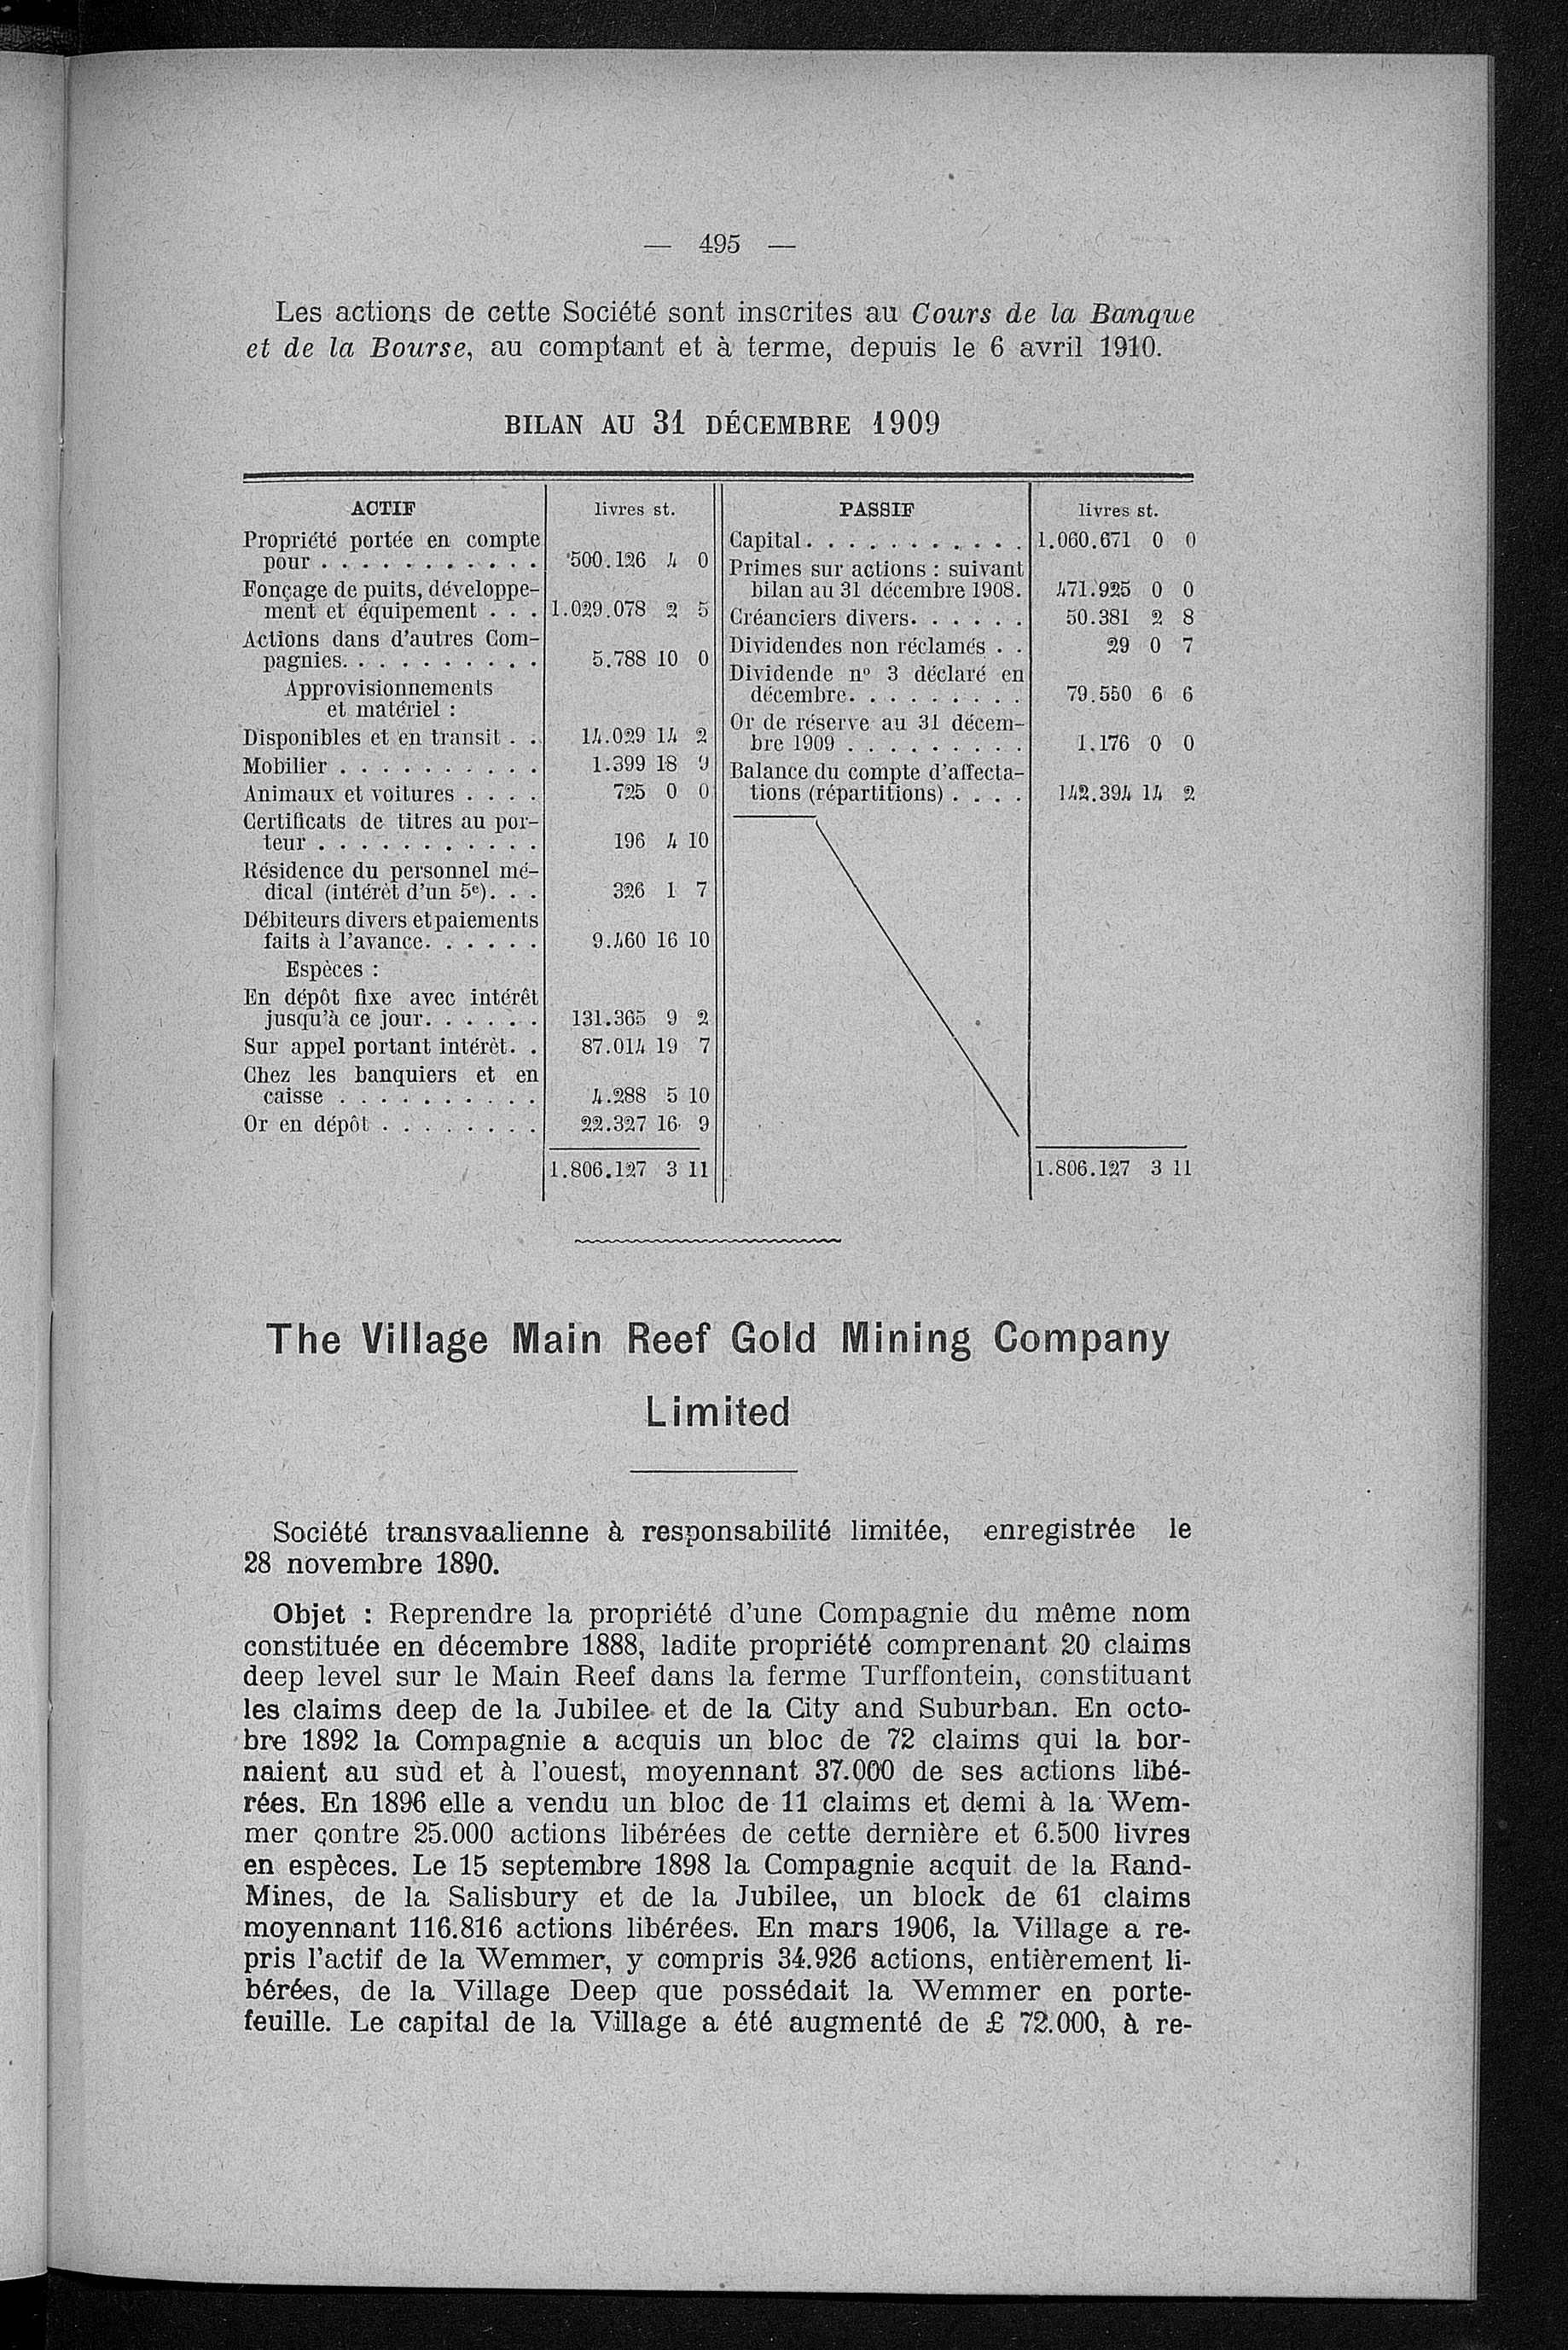 — 495 —
Les actions de cette Société sont inscrites au Cours de la Banque
et de la Bourse, au comptant et à terme, depuis le 6 avril 1910.
BILAN AU 31 DÉCEMBRE 1909
ACTIF livres st.
Propriété portée en compte
pour . . . . . . . . . . . 500.126 4 0
Fonçage de puits, développe-
ment et équipement . . . 1.029.078 2 5
Actions dans d'autres Com-
pagnies. . . . . . . . . . 5.788 10 0
Approvisionnements
et matériel :
Disponibles et en transit . . 14.029 14 2
Mobilier . . . . . . . . . . 1.399 18 9
Animaux et voitures . . . . 725 0 0
Certificats de titres au por-
teur . . . . . . . . . . . 196 4 10
Résidence du personnel mé-
dical (intérêt d'un 5e). . . 326 1 7
Débiteurs divers et paiements
faits à l'avance. . . . . . 9.460 16 10
Espèces :
En dépôt fixe avec intérêt
jusqu'à ce jour. . . . . . 131.365 9 2
Sur appel portant intérêt. . 87.014 19 7
Chez les banquiers et en
caisse . . . . . . . . . . 4.288 5 10
Or en dépôt . . . . . . . . 22.327 16 9
1.806.127 3 11
PASSIF livres st.
Capital. . . . . . . . . . . 1.060.671 0 0
Primes sur actions : suivant
bilan au 31 décembre 1908. 471.925 0 0
Créanciers divers. . . . . . 50.381 2 8
Dividendes non réclamés . . 29 0 7
Dividende no 3 déclaré en
décembre. . . . . . . . . 79.550 6 6
Or de réserve au 31 décem-
bre 1909 . . . . . . . . . 1.176 0 0
Balance du compte d'affecta-
tions (répartitions) . . . . 142.394 14 2
1.806.127 3 11
The Village Main Reef Gold Mining Company
Limited
Société transvaalienne à responsabilité limitée, enregistrée le
28 novembre 1890.
Objet : Reprendre la propriété d'une Compagnie du même nom
constituée en décembre 1888, ladite propriété comprenant 20 claims
deep level sur le Main Reef dans la ferme Turffontein, constituant
les claims deep de la Jubilee et de la City and Suburban. En octo-
bre 1892 la Compagnie a acquis un bloc de 72 claims qui la bor-
naient au sud et à l'ouest, moyennant 37.000 de ses actions libé-
rées. En 1896 elle a vendu un bloc de 11 claims et demi à la Wem-
mer contre 25.000 actions libérées de cette dernière et 6.500 livres
en espèces. Le 15 septembre 1898 la Compagnie acquit de la Rand-
Mines, de la Salisbury et de la Jubilee, un block de 61 claims
moyennant 116.816 actions libérées. En mars 1906, la Village a re-
pris l'actif de la Wemmer, y compris 34.926 actions, entièrement li-
bérées, de la Village Deep que possédait la Wemmer en porte-
feuille. Le capital de la Village a été augmenté de £ 72.000, à re-